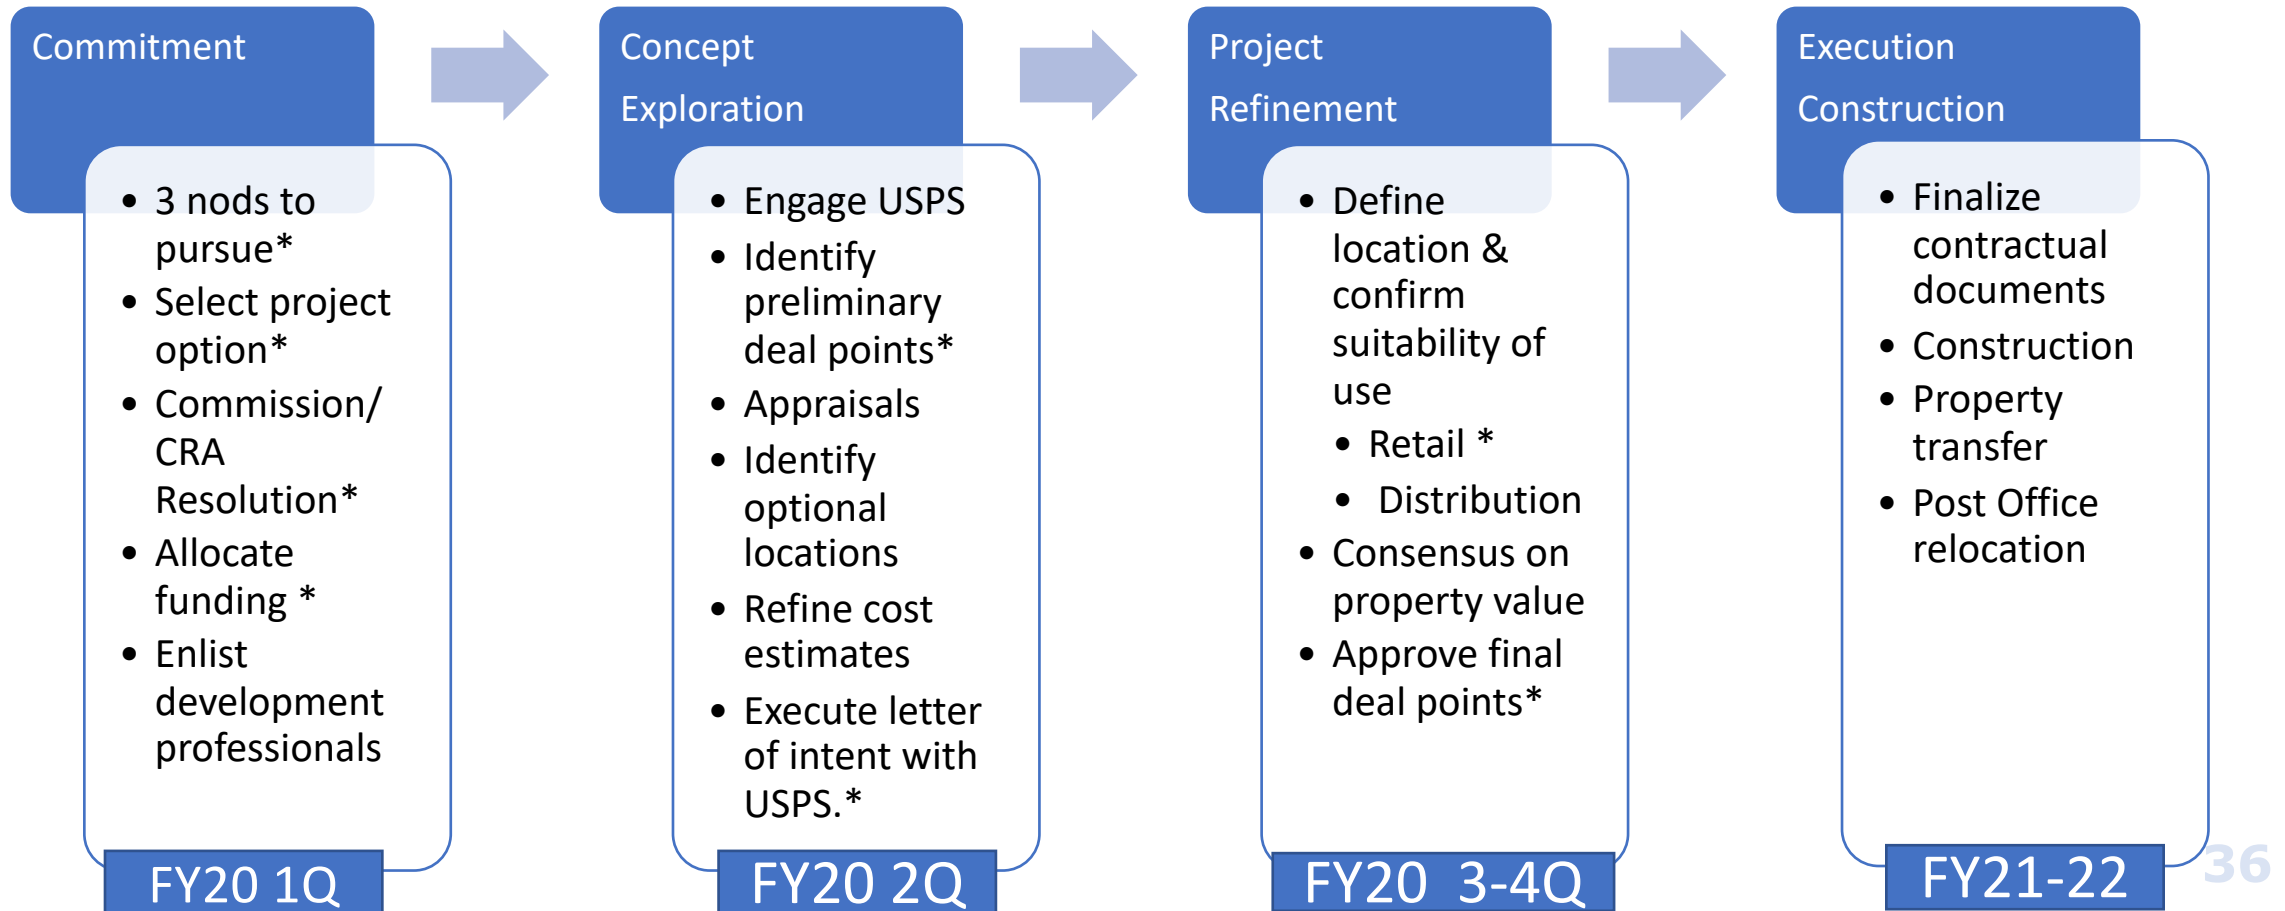 Commitment
• 3 nods to
pursue*
• Select project
option*
• Commission/
CRA
Resolution*
• Allocate
funding *
• Enlist
development
professionals
FY20 1Q
Concept
Exploration
• Engage USPS
• Identify
preliminary
deal points*
• Appraisals
• Identify
optional
locations
• Refine cost
estimates
• Execute letter
of intent with
USPS.*
FY20 2Q
Project
Refinement
• Define
location &
confirm
suitability of
use
• Retail *
• Distribution
• Consensus on
property value
• Approve final
deal points*
FY20 3-4Q
Execution
Construction
• Finalize
contractual
documents
• Construction
• Property
transfer
• Post Office
relocation
FY21-22
36